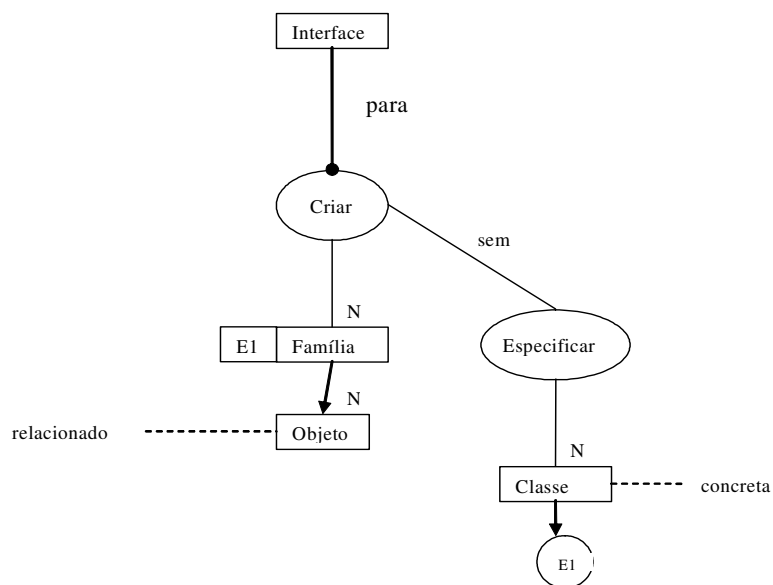 Interface
para
Criar
sem
N
E1 Família
Especificar
N
relacionado
Objeto
N
Classe
concreta
E1